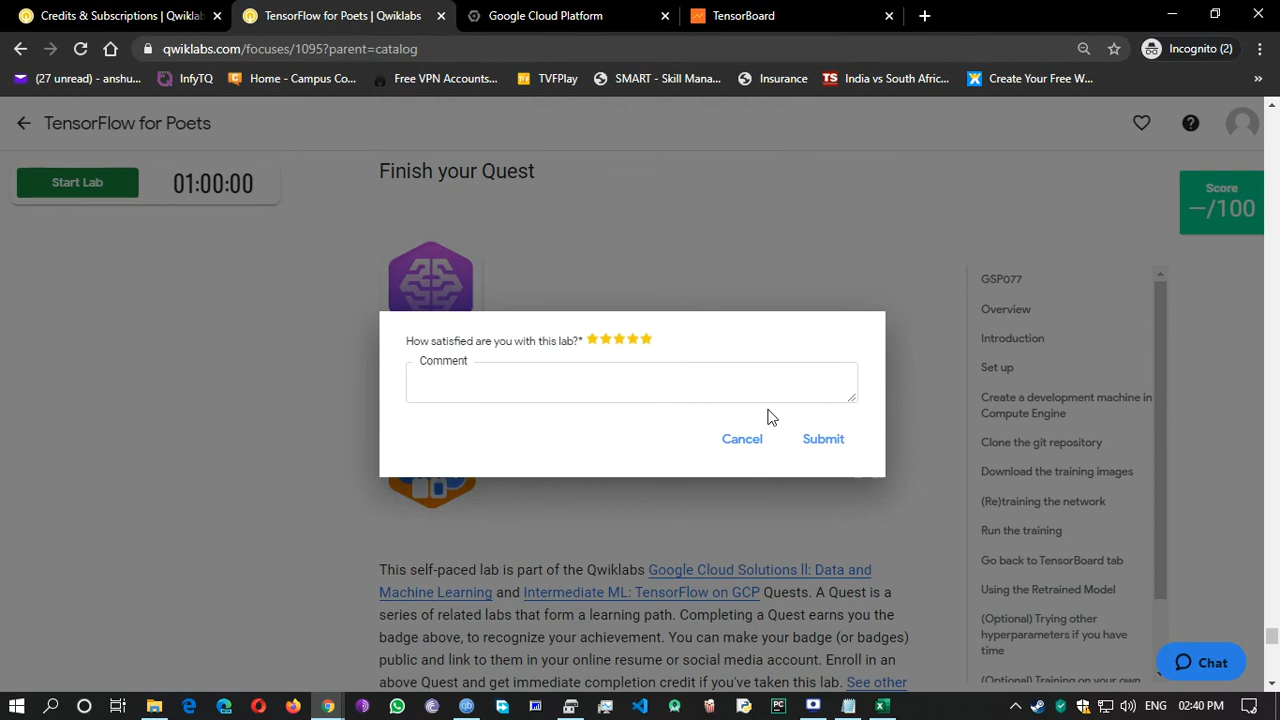 Credits & Subscriptions | Qwiklab
TensorFlow for Poets | Qwiklabs
Google Cloud Platform
TensorBoard
qwiklabs.com/focuses/1095?parent=catalog
Incognito (2)
(27 unread) - anshu...
InfyTQ
Home - Campus Co...
Free VPN Accounts...
TVFPlay
SMART - Skill Mana...
Insurance
TS India vs South Afric...
Create Your Free W...
TensorFlow for Poets
Start Lab
01:00:00
Finish your Quest
Score
—/100
How satisfied are you with this lab?*
Comment
Cancel
Submit
GSP077
Overview
Introduction
Set up
Create a development machine in
Compute Engine
Clone the git repository
Download the training images
(Re)training the network
Run the training
Go back to TensorBoard tab
Using the Retrained Model
(Optional) Trying other
hyperparameters if you have
time
(Optional) Training on your own
This self-paced lab is part of the Qwiklabs Google Cloud Solutions II: Data and
Machine Learning and Intermediate ML: TensorFlow on GCP Quests. A Quest is a
series of related labs that form a learning path. Completing a Quest earns you the
badge above, to recognize your achievement. You can make your badge (or badges)
public and link to them in your online resume or social media account. Enroll in an
above Quest and get immediate completion credit if you've taken this lab. See other
Chat
ENG
02:40 PM